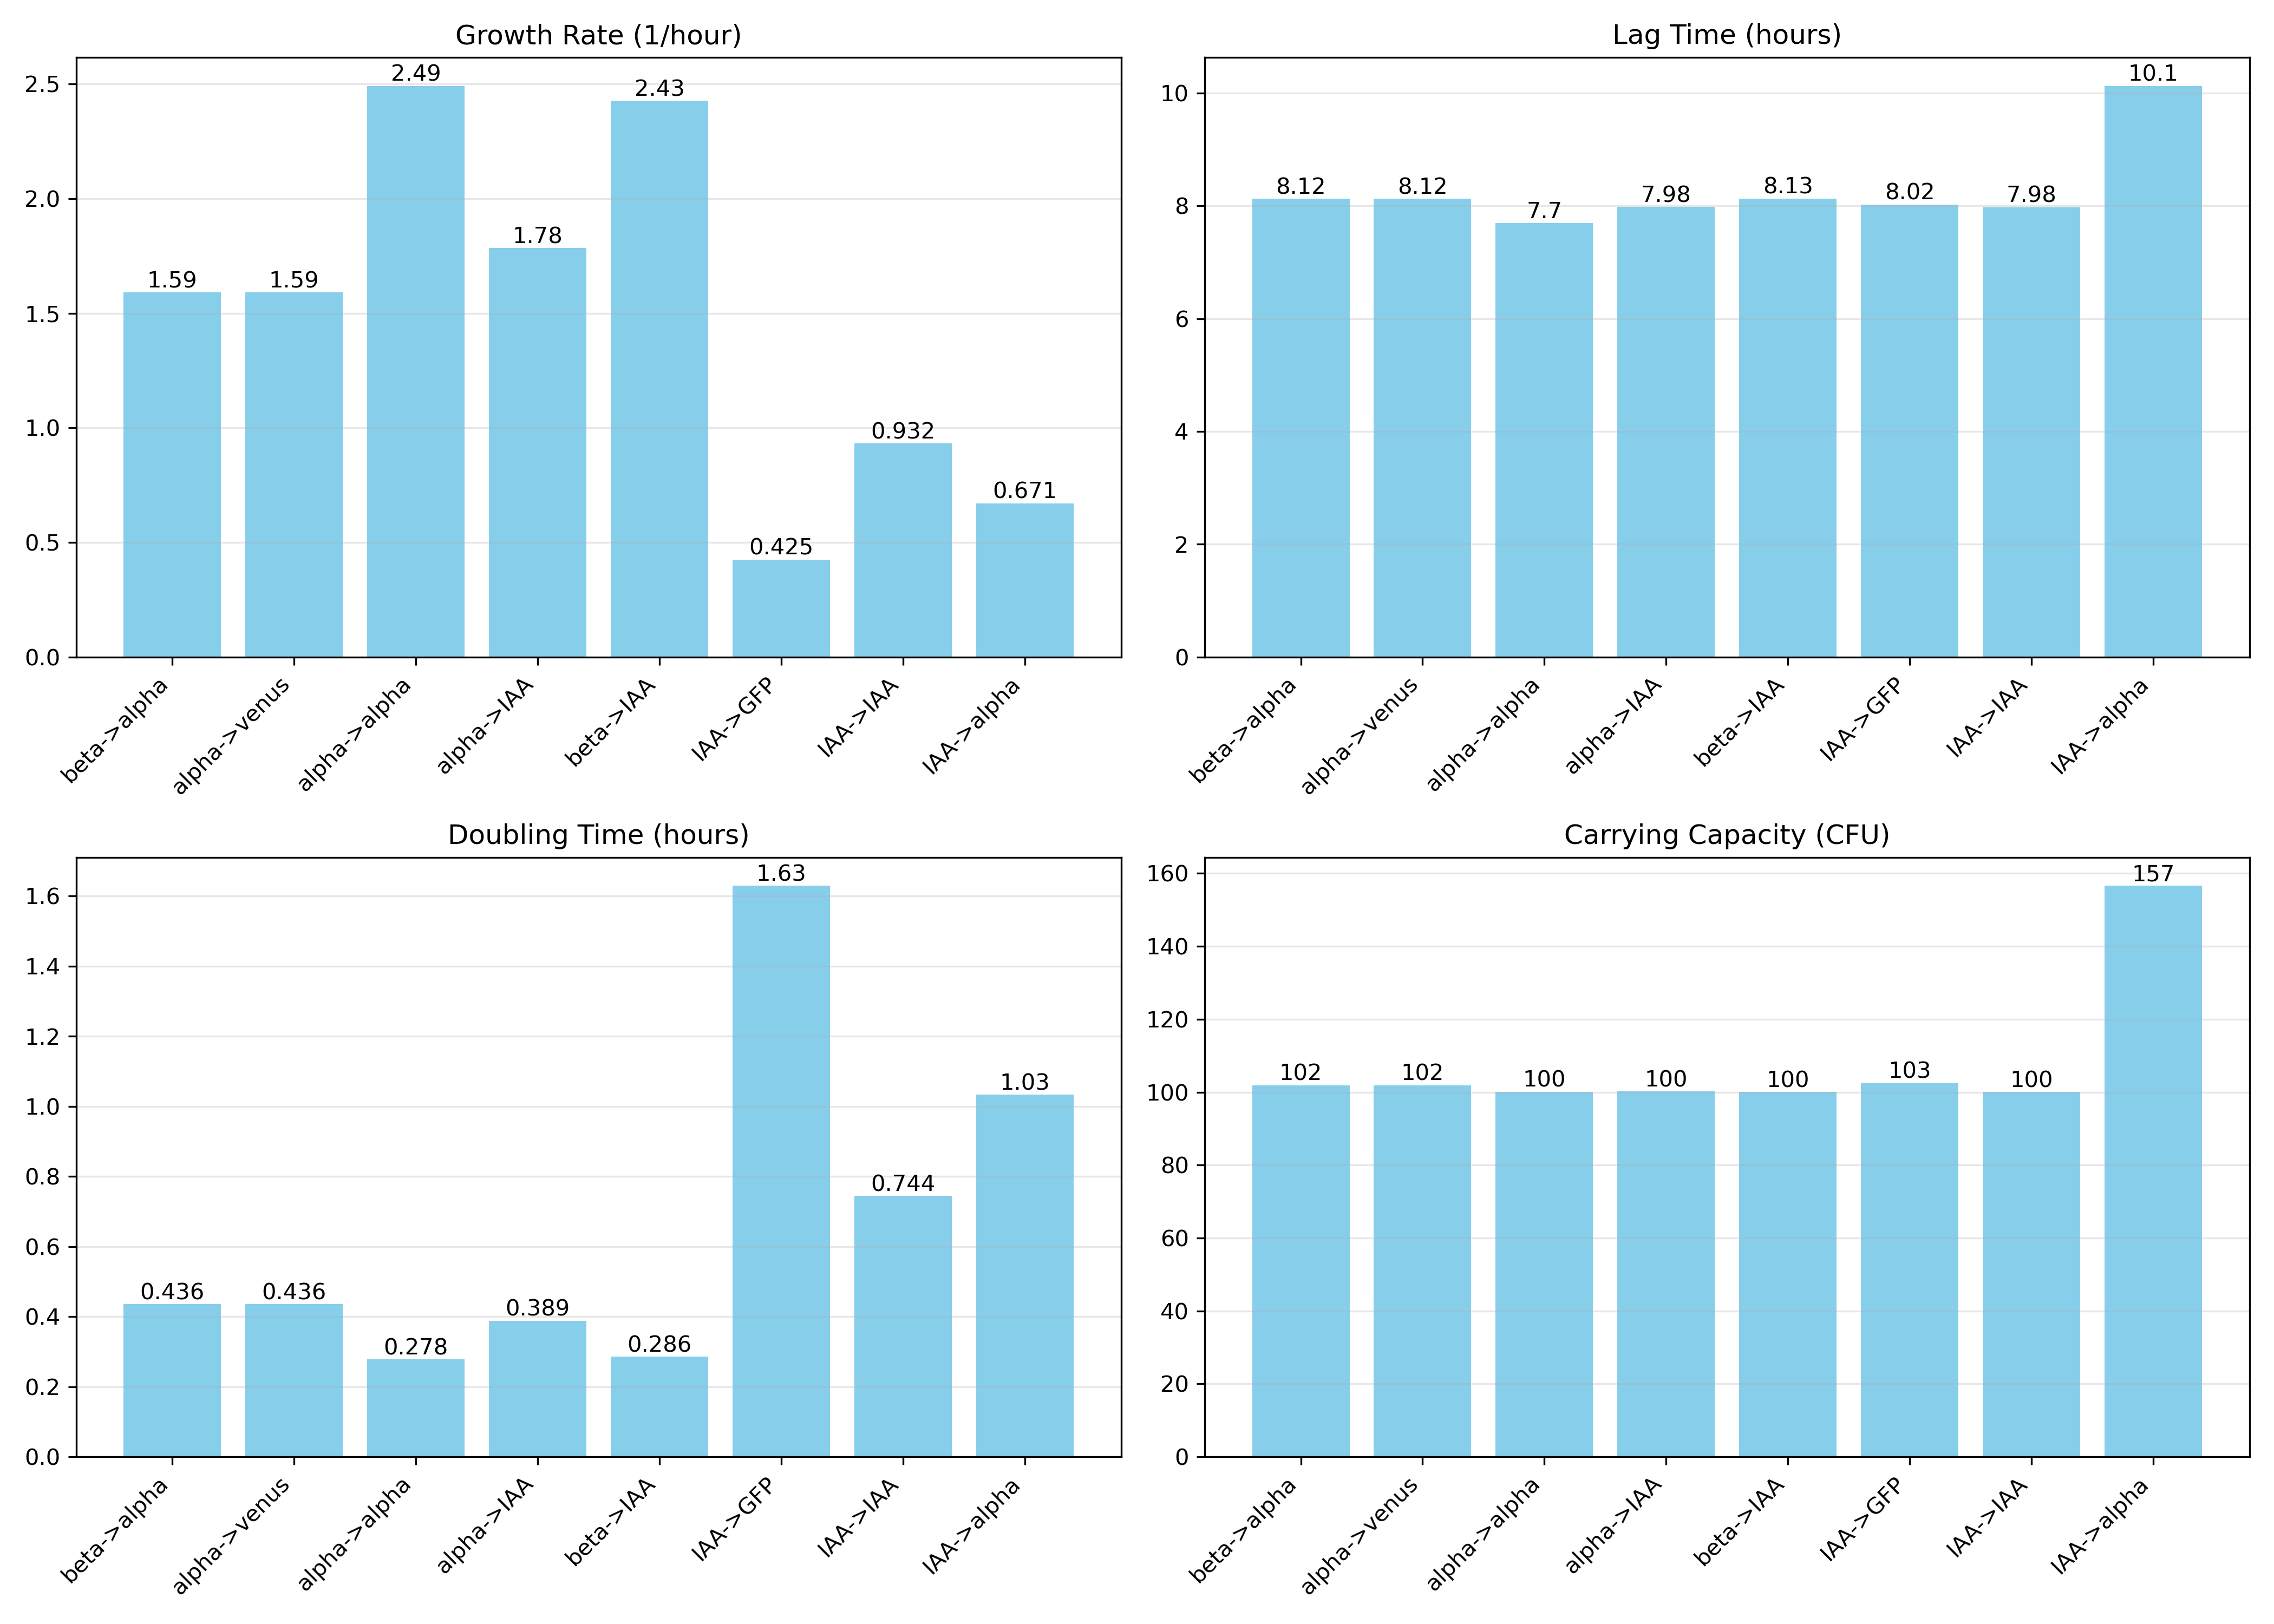 Growth Rate (1/hour)
2.5
2.0
1.5
1.0
0.5
0.0
1.59
1.59
2.49
1.78
2.43
0.425
0.932
0.671
beta->alpha
alpha->venus
alpha->alpha
alpha->IAA
beta->IAA
IAA->GFP
IAA->IAA
IAA->alpha
Lag Time (hours)
10
8
6
4
2
0
8.12
8.12
7.7
7.98
8.13
8.02
7.98
10.1
beta->alpha
alpha->venus
alpha->alpha
alpha->IAA
beta->IAA
IAA->GFP
IAA->IAA
IAA->alpha
Doubling Time (hours)
1.6
1.4
1.2
1.0
0.8
0.6
0.4
0.2
0.0
0.436
0.436
0.278
0.389
0.286
1.63
0.744
1.03
beta->alpha
alpha->venus
alpha->alpha
alpha->IAA
beta->IAA
IAA->GFP
IAA->IAA
IAA->alpha
Carrying Capacity (CFU)
160
140
120
100
80
60
40
20
0
102
102
100
100
100
103
100
157
beta->alpha
alpha->venus
alpha->alpha
alpha->IAA
beta->IAA
IAA->GFP
IAA->IAA
IAA->alpha